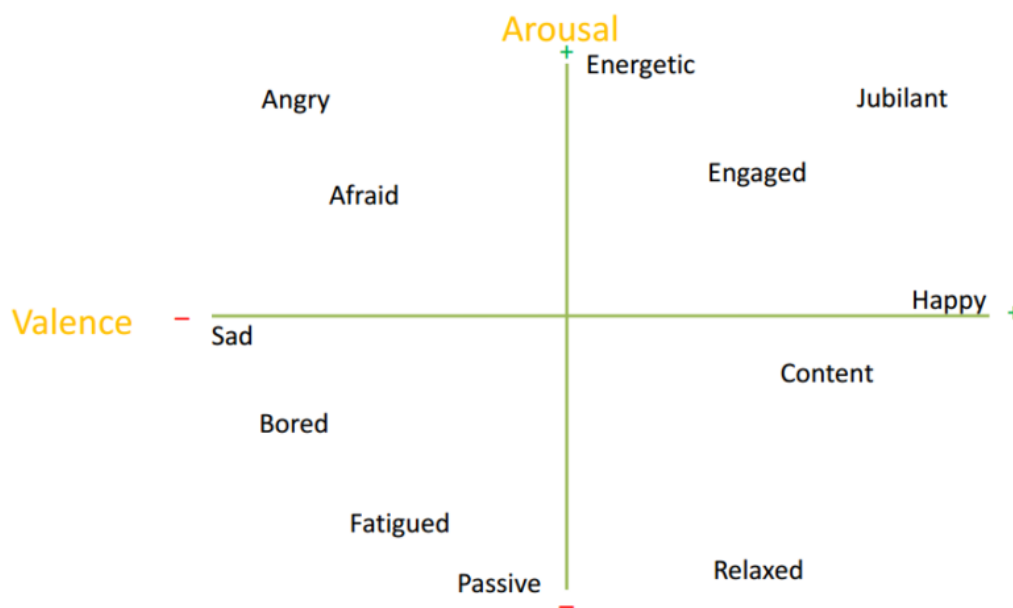 Arousal
+
Energetic
Angry
Jubilant
Engaged
Afraid
Happy
Valence
−
+
Sad
Content
Bored
Fatigued
Relaxed
Passive
−